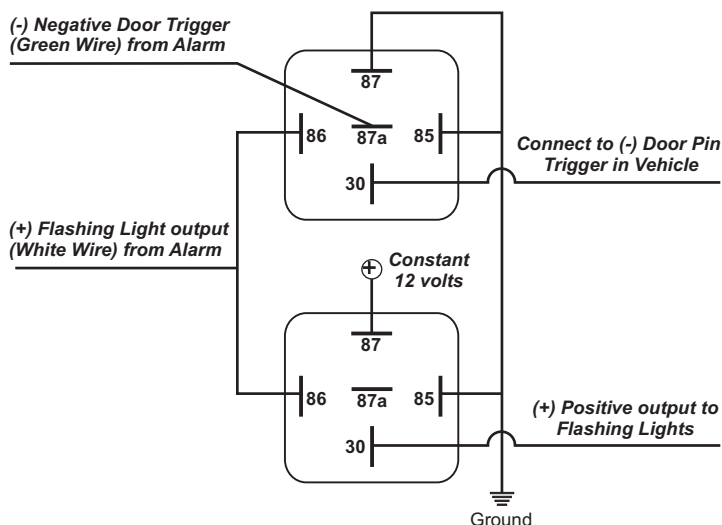 (-) Negative Door Trigger
(Green Wire) from Alarm
87
86
87a
85
30
Connect to (-) Door Pin
Trigger in Vehicle
(+) Flashing Light output
(White Wire) from Alarm
+
Constant
12 volts
87
86
87a
85
30
(+) Positive output to
Flashing Lights
Ground